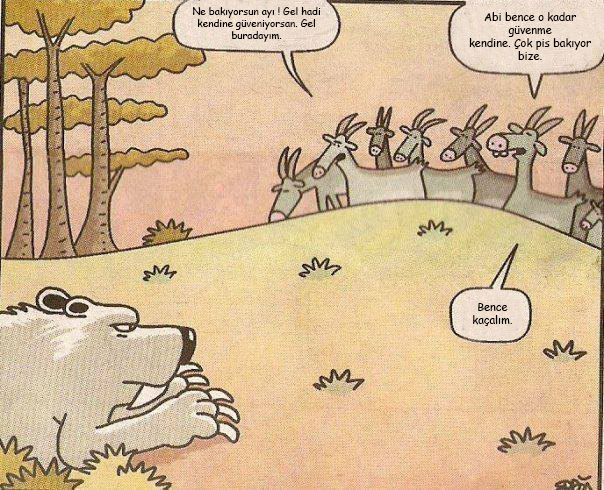 Ne bakıyorsun ayı ! Gel hadi
kendine güveniyorsan. Gel
buradayım.
Abi bence o kadar
güvenme
kendine. Çok pis bakıyor
bize.
Bence
kaçalım.